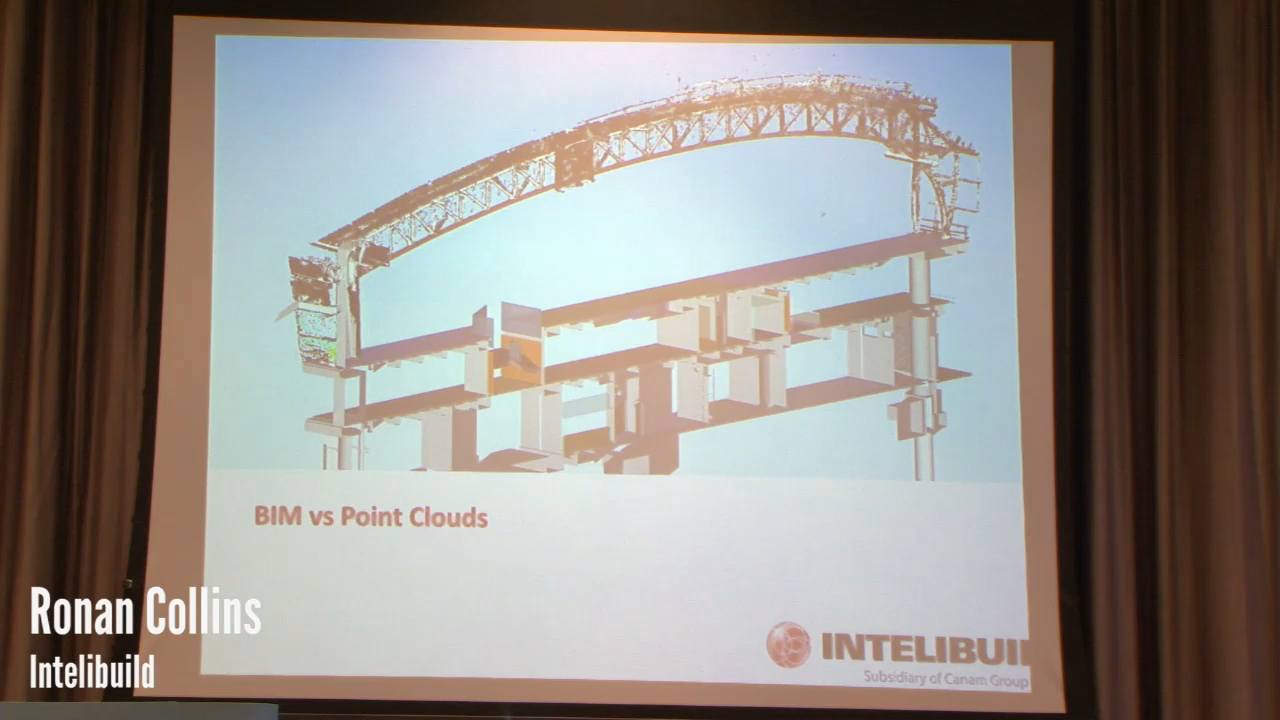 BIM vs Point Clouds
Ronan Collins
Intelibuild
INTELIBUI
Subsidiary of Canam Group